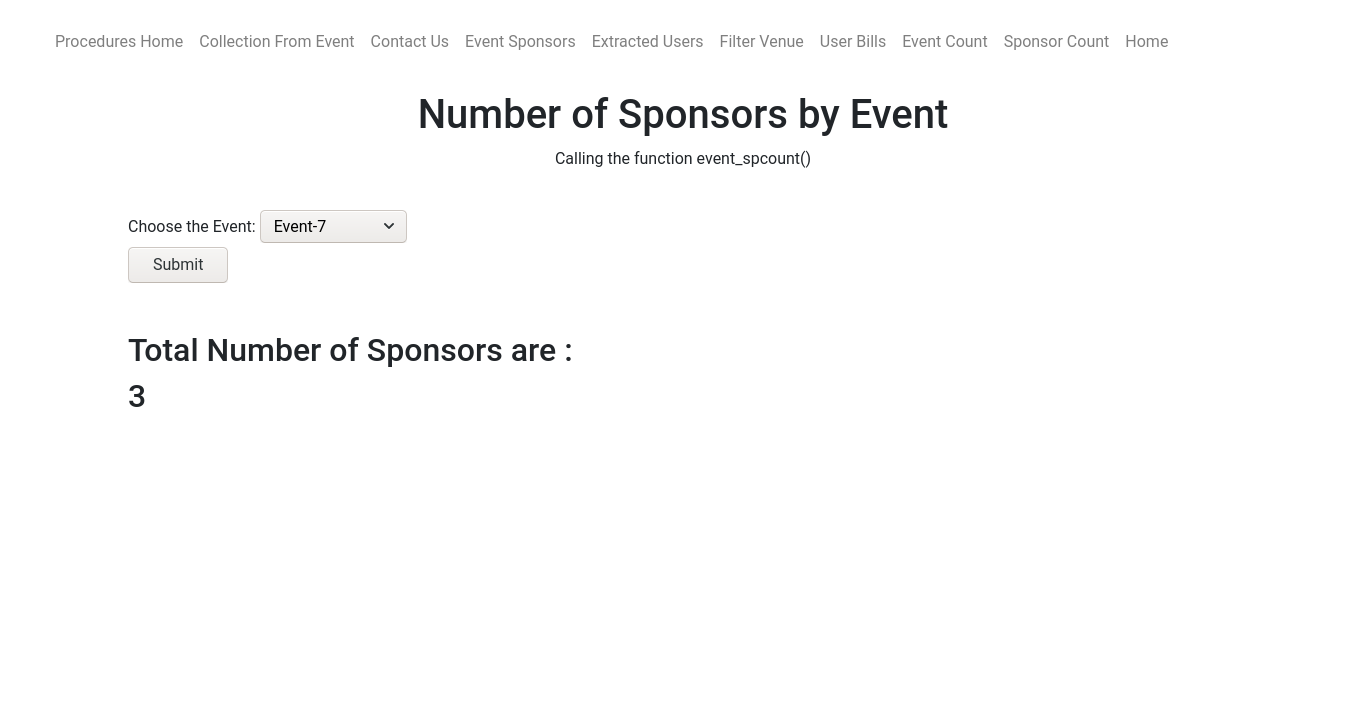 Procedures Home Collection From Event Contact Us Event Sponsors Extracted Users Filter Venue User Bills Event Count Sponsor Count Home
Number of Sponsors by Event
Calling the function event_spcount()
Choose the Event: Event-7
Submit
Total Number of Sponsors are :
3